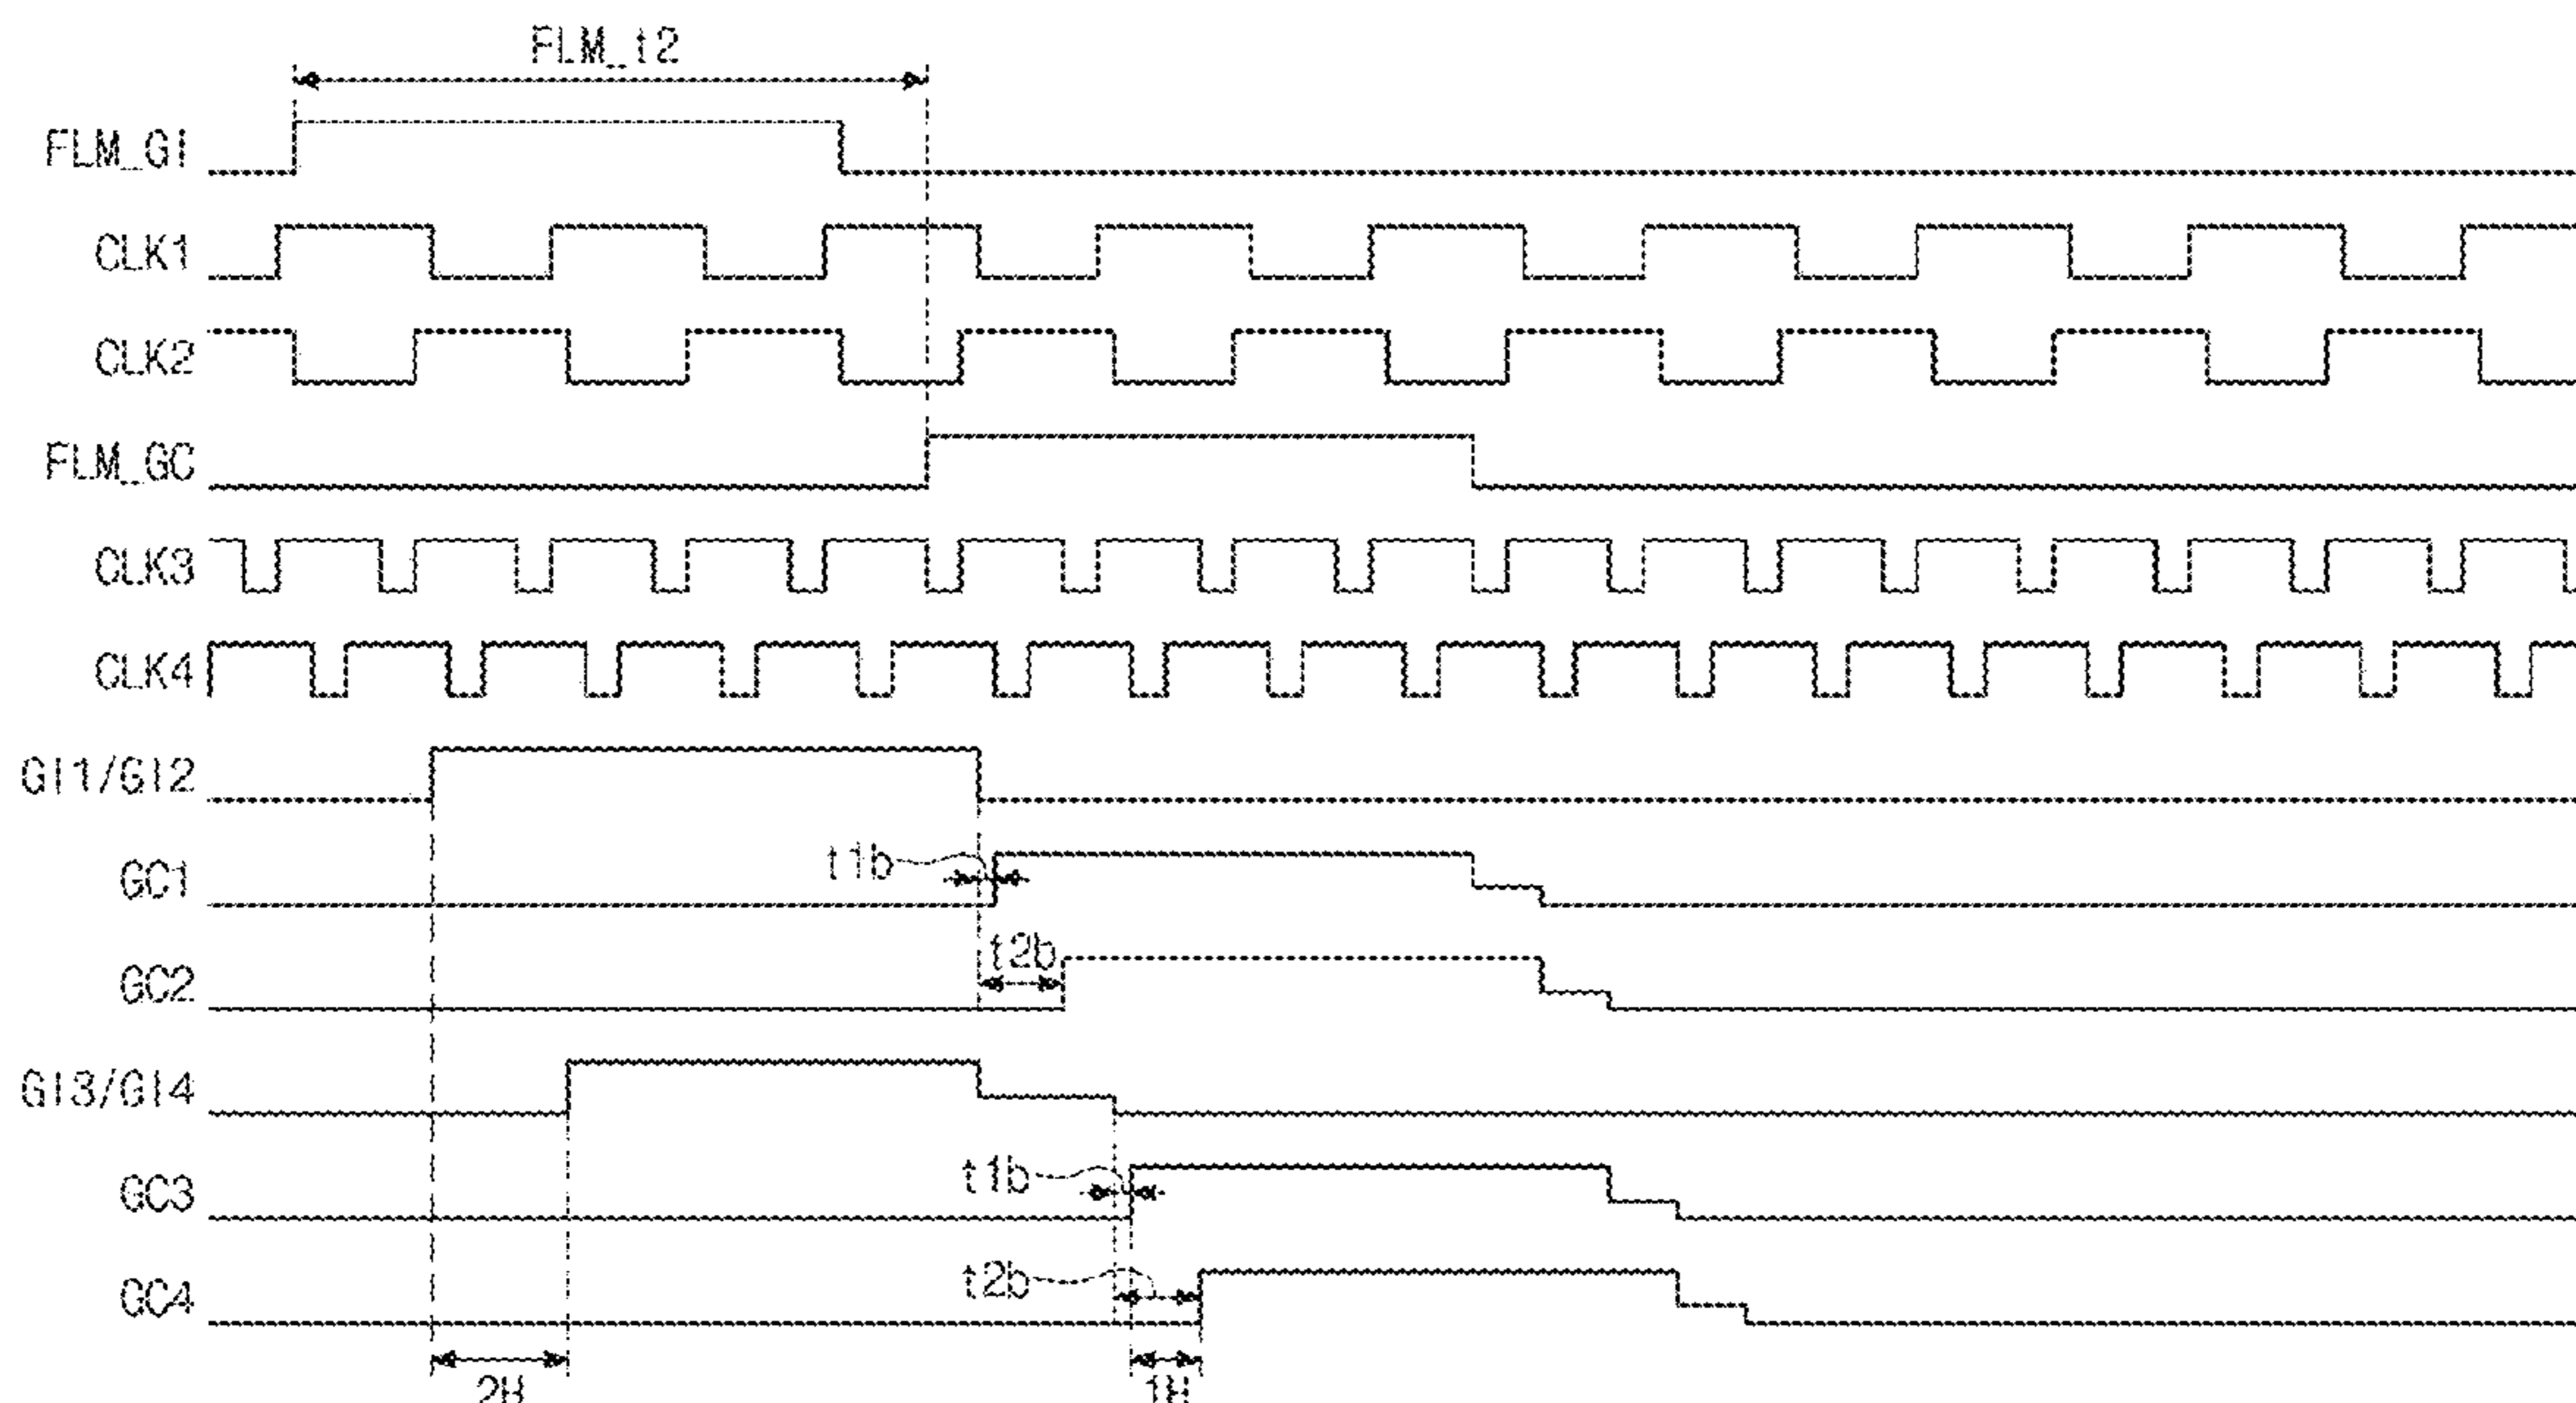 FLM_t2
FLM_GI
CLK1
CLK2
FLM_GC
CLK3
CLK4
GI1/GI2
t1b
GC1
t2b
GC2
GI3/GI4
t1b
GC3
t2b
GC4
2H
1H